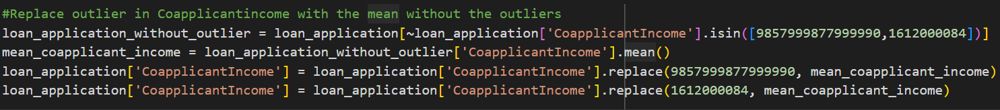 #Replace outlier in Coapplicantincome with the mean without the outliers
loan_application_without_outlier = loan_application[~loan_application['CoapplicantIncome'].isin([9857999877999990,1612000084])]
mean_coapplicant_income = loan_application_without_outlier['CoapplicantIncome'].mean()
loan_application['CoapplicantIncome'] = loan_application['CoapplicantIncome'].replace(9857999877999990, mean_coapplicant_income)
loan_application['CoapplicantIncome'] = loan_application['CoapplicantIncome'].replace(1612000084, mean_coapplicant_income)